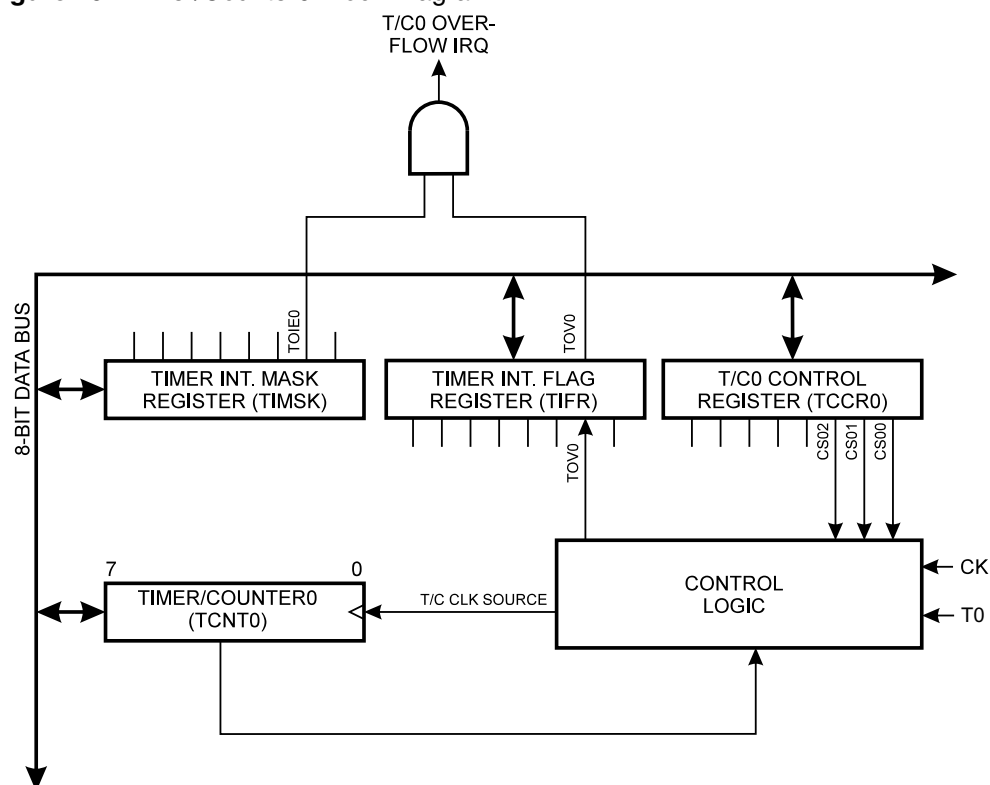 T/C0 OVER-
FLOW IRQ
8-BIT DATA BUS
TOIE0
TOV0
TIMER INT. MASK
REGISTER (TIMSK)
TIMER INT. FLAG
REGISTER (TIFR)
T/C0 CONTROL
REGISTER (TCCR0)
TOV0
CS02
CS01
CS00
7
0
TIMER/COUNTER0
(TCNT0)
T/C CLK SOURCE
CONTROL
LOGIC
CK
T0